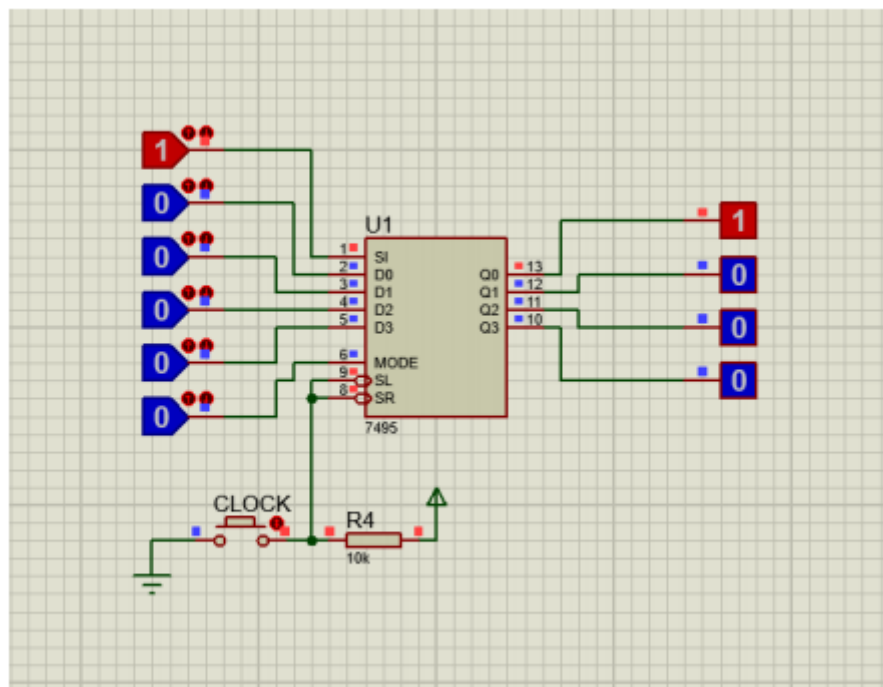 1
0
0
0
0
0
U1
1 SI
2 D0
3 D1
4 D2
5 D3
6 MODE
9 SL
8 SR
Q0 13
Q1 12
Q2 11
Q3 10
7495
1
0
0
0
CLOCK
R4
10k